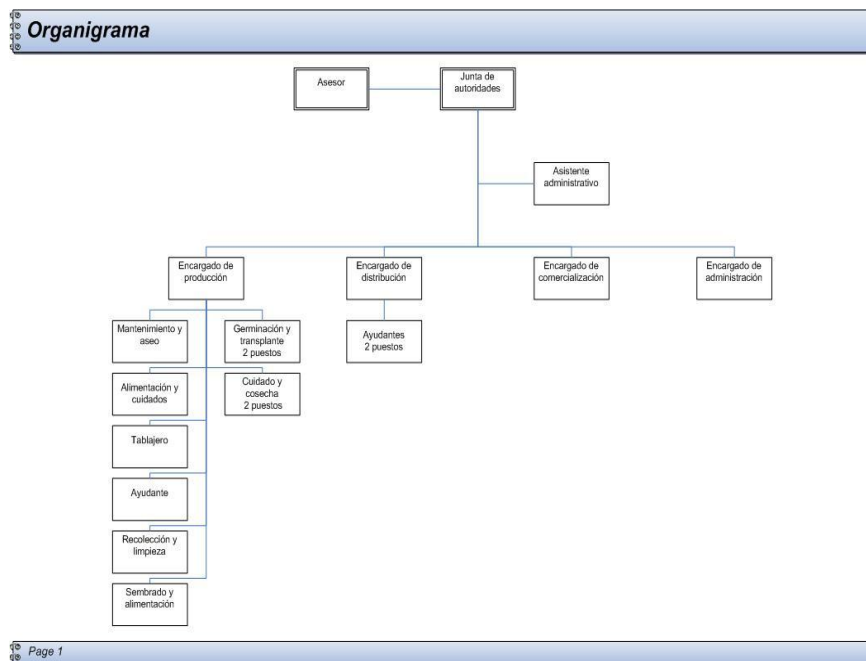 Organigrama
Asesor
Junta de
autoridades
Asistente
administrativo
Encargado de
producción
Encargado de
distribución
Encargado de
comercialización
Encargado de
administración
Mantenimiento y
aseo
Germinación y
transplante
2 puestos
Ayudantes
2 puestos
Alimentación y
cuidados
Cuidado y
cosecha
2 puestos
Tablajero
Ayudante
Recolección y
limpieza
Sembrado y
alimentación
Page 1